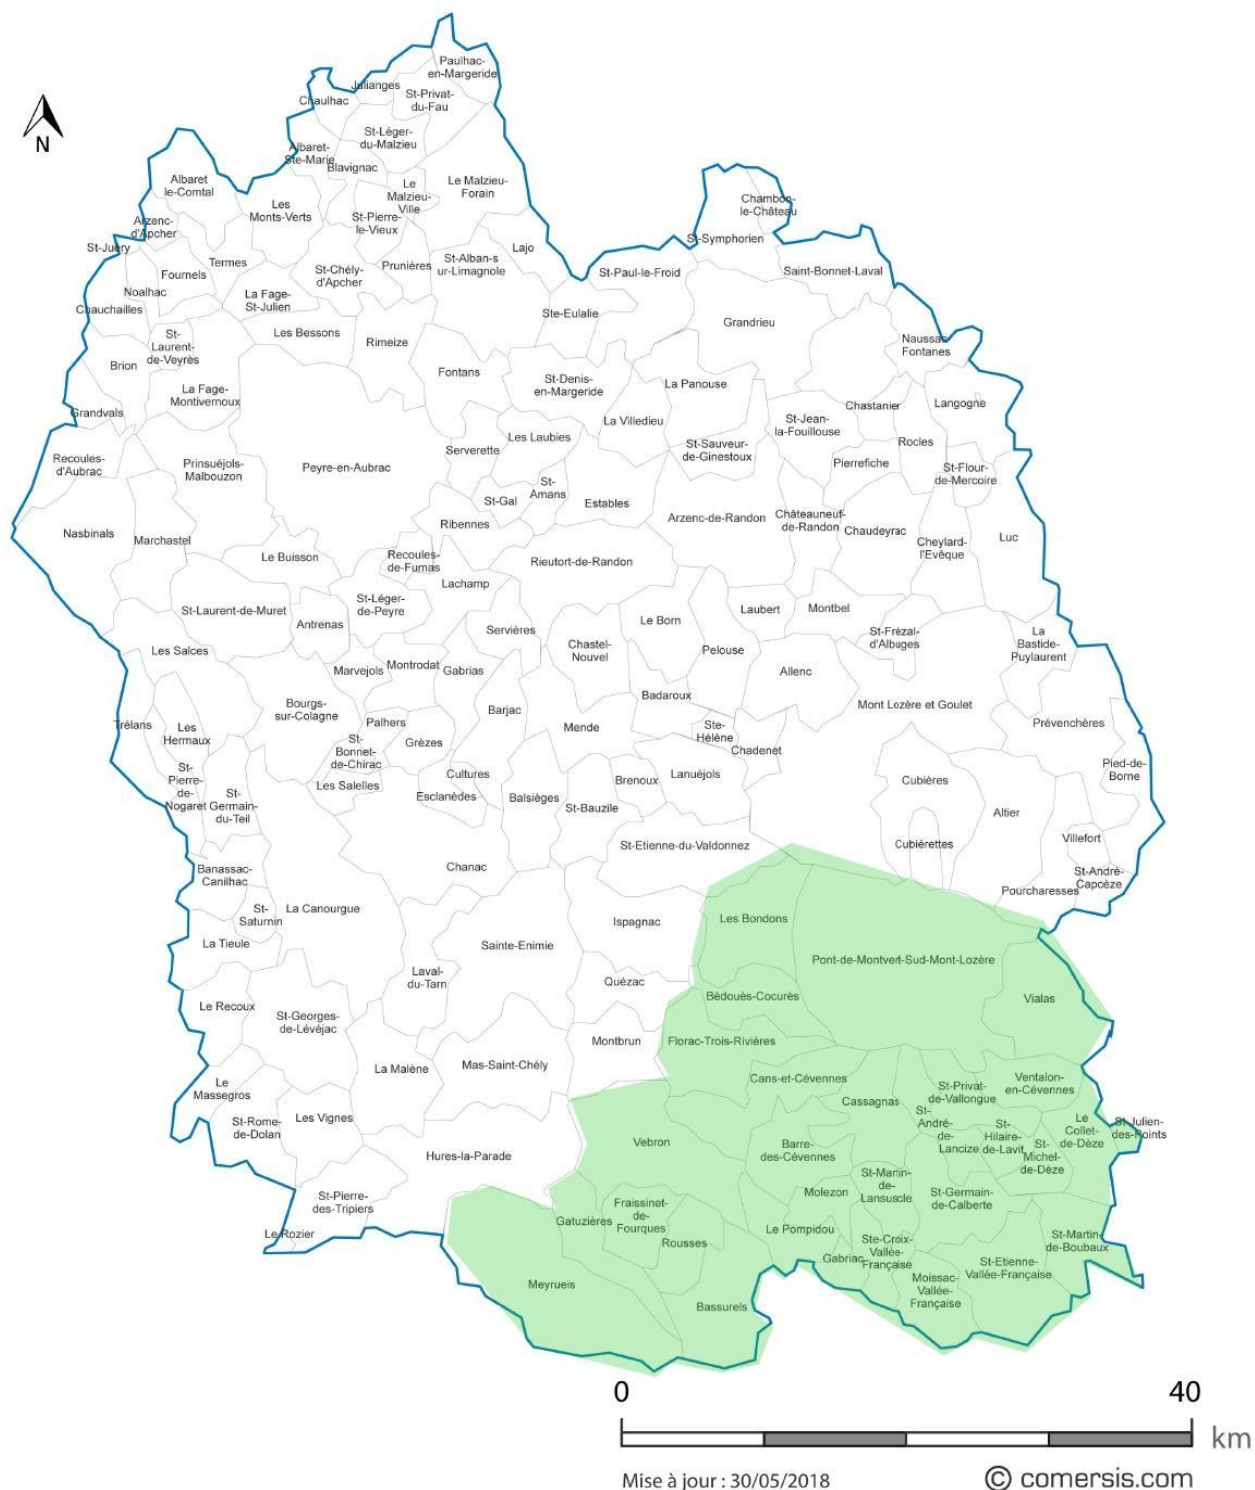 Paulhac-
en-Margeride
Julianges
St-Privat-
du-Fau
Chaulhac
N
St-Léger-
du-Malzieu
Albaret-
Ste-Marie
Blavignac
Albaret
le-Comtal
Le
Malzieu-
Ville
Le Malzieu-
Forain
Les
Monts-Verts
St-Pierre-
le-Vieux
Chambon-
le-Château
Arzenc-
d'Apcher
St-Juéry
St-Symphorien
Lajo
Termes
Fournels
St-Chély-
d'Apcher
Prunières
St-Alban-s
ur-Limagnole
St-Paul-le-Froid
Saint-Bonnet-Laval
Noalhac
La Fage-
St-Julien
Chauchailles
Ste-Eulalie
Grandrieu
St-
Laurent-
de-Veyrès
Les Bessons
Rimeize
Naussac
Fontanes
Brion
Fontans
St-Denis-
en-Margeride
La Panouse
La Fage-
Montivernoux
Grandvals
La Villedieu
St-Jean-
la-Fouillouse
Chastanier
Langogne
Les Laubies
Serverette
St-Sauveur-
de-Ginestoux
Rocles
Recoules-
d'Aubrac
Prinsuéjols-
Malbouzon
Peyre-en-Aubrac
Pierrefiche
St-Flour-
de-Mercoire
St-
Amans
St-Gal
Estables
Ribennes
Arzenc-de-Randon
Châteauneuf-
de-Randon
Chaudeyrac
Nasbinals
Marchastel
Cheylard-
l'Evêque
Luc
Le Buisson
Recoules-
de-Fumas
Rieutort-de-Randon
Lachamp
St-Laurent-de-Muret
Antrenas
St-Léger-
de-Peyre
Servières
Le Born
Laubert
Montbel
St-Frézal-
d'Albuges
La
Bastide-
Puylaurent
Les Salces
Chastel-
Nouvel
Pelouse
Marvejols
Montrodat
Gabrias
Allenc
Bourgs-
sur-Colagne
Barjac
Badaroux
Mont Lozère et Goulet
Trélans
Les
Hermaux
Palhers
Grèzes
Mende
Ste-
Hélène
Prévenchères
St-
Bonnet-
de-Chirac
Chadenet
St-
Pierre-
de-
Nogaret
St-
Germain-
du-Teil
Les Salelles
Cultures
Esclanèdes
Balsièges
St-Bauzile
Brenoux
Lanuéjols
Cubières
Pied-de-
Borne
Altier
Villefort
Cubiérettes
St-Etienne-du-Valdonnez
Chanac
Banassac-
Canilhac
St-André-
Capcèze
Pourcharesses
St-
Saturnin
La Canourgue
Ispagnac
Les Bondons
La Tieule
Sainte-Enimie
Pont-de-Montvert-Sud-Mont-Lozère
Laval-
du-Tarn
Quézac
Bédouès-Cocurès
Vialas
Le Recoux
St-Georges-
de-Lévéjac
Montbrun
Florac-Trois-Rivières
La Malène
Mas-Saint-Chély
Le
Massegros
Cans-et-Cévennes
Ventalon-
en-Cévennes
St-Privat-
de-Vallongue
Cassagnas
St-Rome-
de-Dolan
Les Vignes
St-
André-
de-
Lancize
St-
Hilaire-
de-Lavit
Le
Collet-
de-Dèze
St-Julien-
des-Points
Vebron
Barre-
des-Cévennes
St-
Michel-
de-Dèze
Hures-la-Parade
St-Pierre-
des-Tripiers
Molezon
St-Martin-
de-
Lansuscle
St-Germain-
de-Calberte
Fraissinet-
de-
Fourques
Gatuzières
Le Rozier
Rousses
Le Pompidou
Ste-Croix-
Vallée-
Française
St-Martin-
de-Boubaux
Gabriac
St-Etienne-
Vallée-Française
Meyrueis
Moissac-
Vallée-
Française
Bassurels
0 40
km
Mise à jour : 30/05/2018 © comersis.com